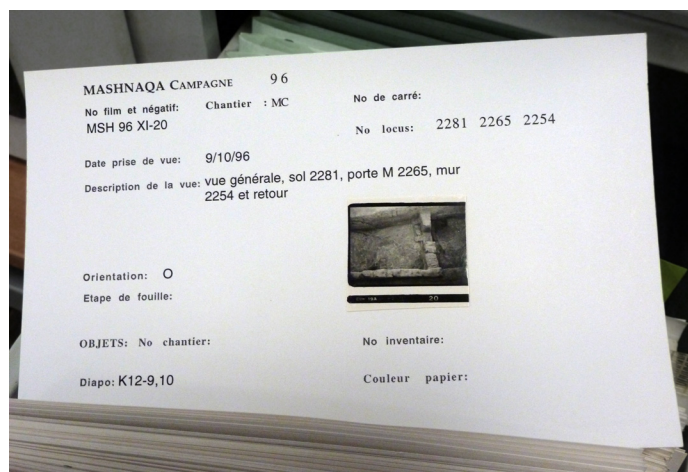 MASHNAQA CAMPAGNE 96
No film et négatif: Chantier : MC No de carré:
MSH 96 XI-20
No locus: 2281 2265 2254
Date prise de vue: 9/10/96
Description de la vue: vue générale, sol 2281, porte M 2265, mur
2254 et retour
Orientation: O
Etape de fouille:
20
OBJETS: No chantier: No inventaire:
Diapo: K12-9,10 Couleur papier: